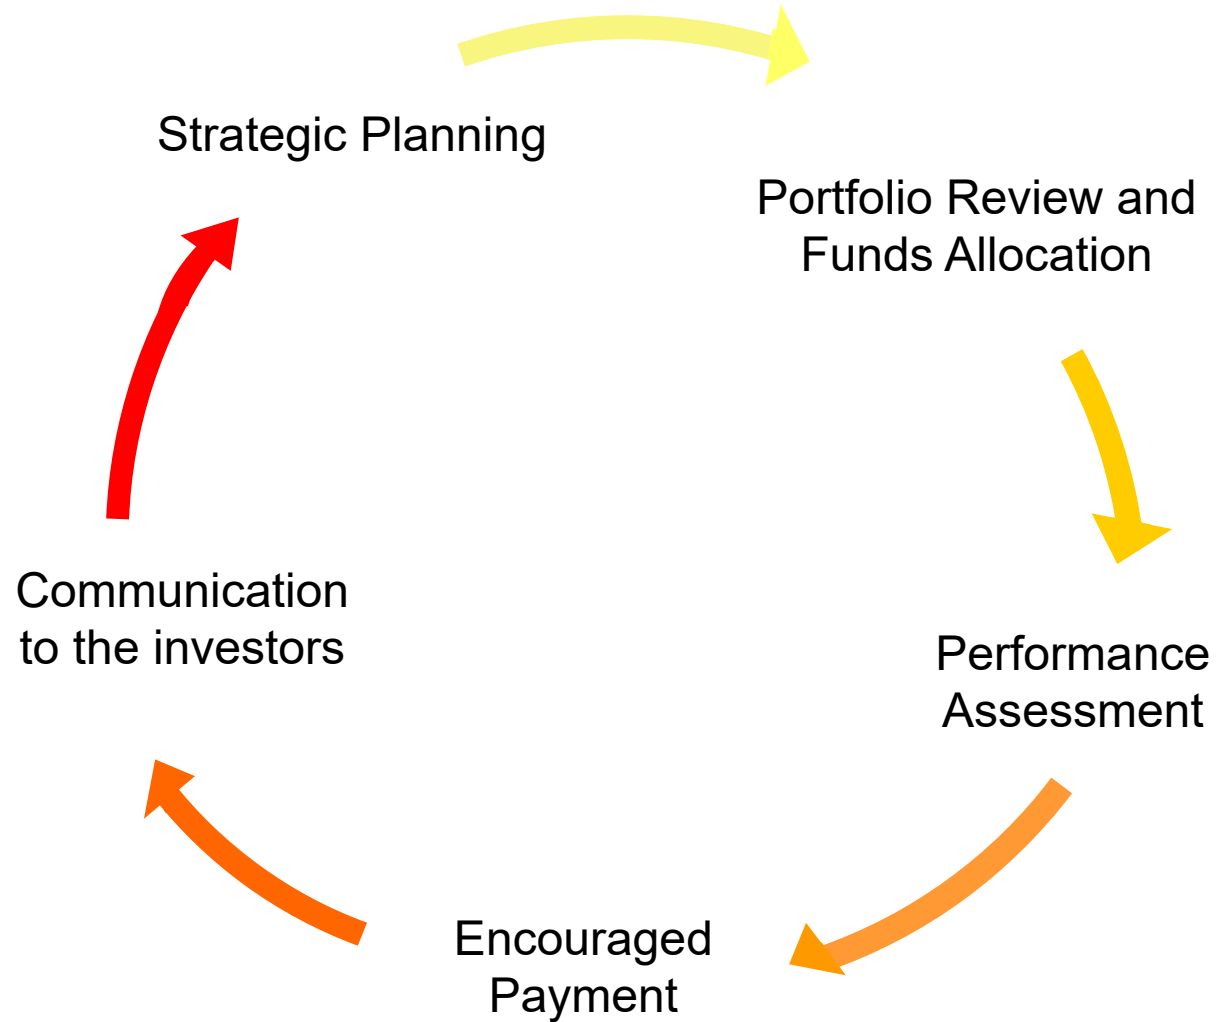 Strategic Planning
Portfolio Review and
Funds Allocation
Performance
Assessment
Encouraged
Payment
Communication
to the investors